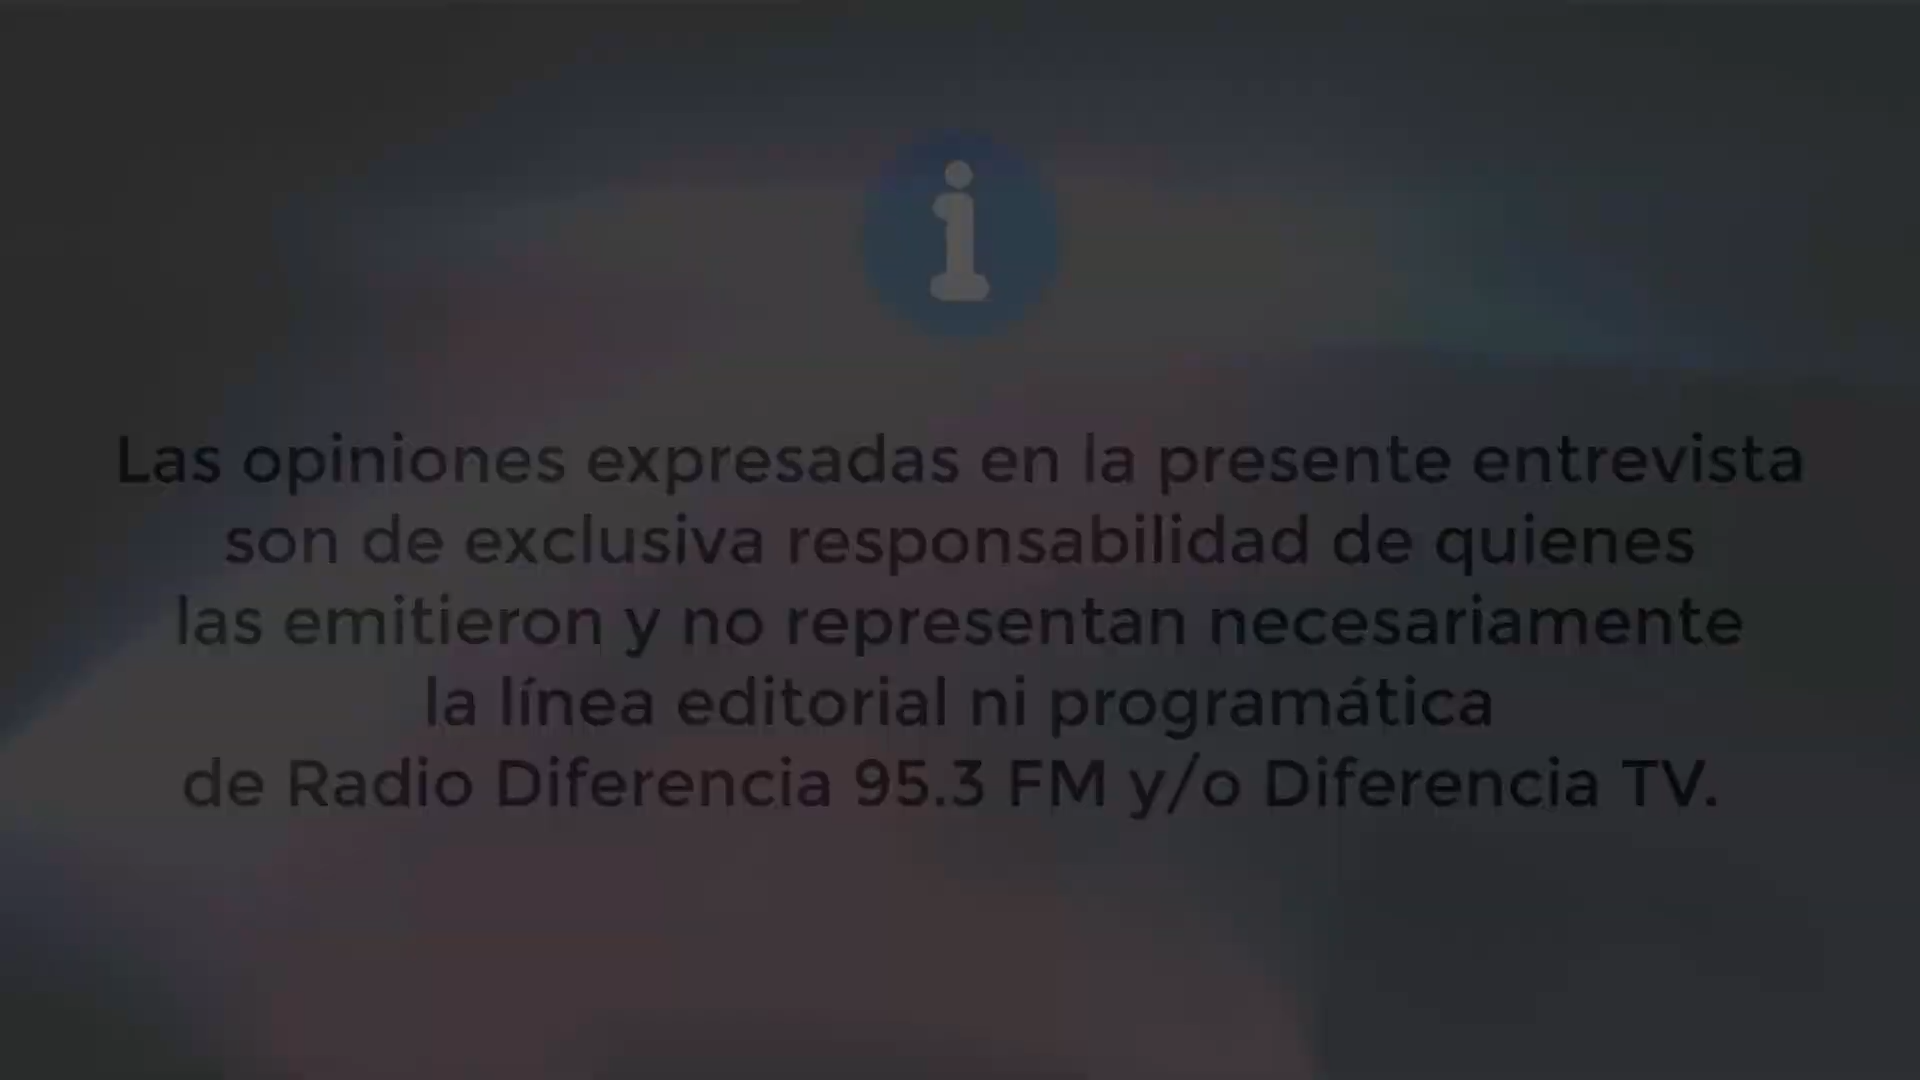 Las opiniones expresadas en la presente entrevista
son de exclusiva responsabilidad de quienes
las emitieron y no representan necesariamente
la línea editorial ni programática
de Radio Diferencia 95.3 FM y/o Diferencia TV.